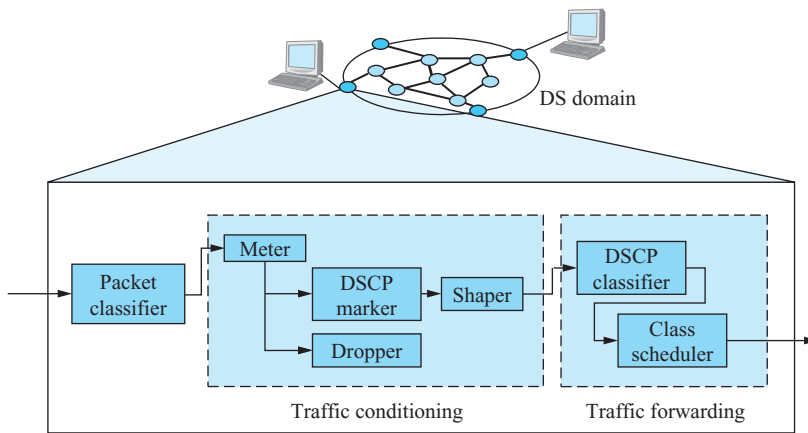 DS domain
Packet
classifier
Meter
DSCP
marker
Shaper
Dropper
Traffic conditioning
DSCP
classifier
Class
scheduler
Traffic forwarding